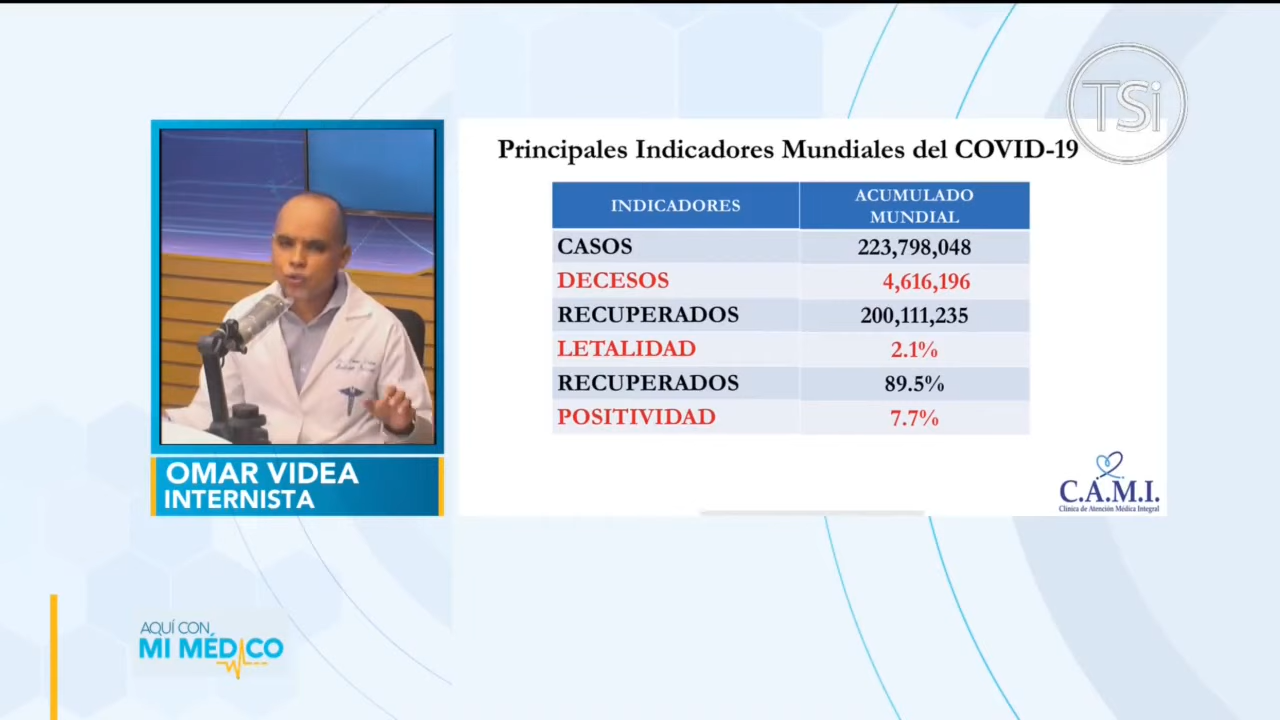 TSi
Principales Indicadores Mundiales del COVID-19
INDICADORES
ACUMULADO
MUNDIAL
CASOS
223,798,048
DECESOS
4,616,196
RECUPERADOS
200,111,235
LETALIDAD
2.1%
RECUPERADOS
89.5%
POSITIVIDAD
7.7%
OMAR VIDEA
INTERNISTA
C.A.M.I.
Clínica de Atención Médica Integral
AQUÍ CON
MI MÉDICO